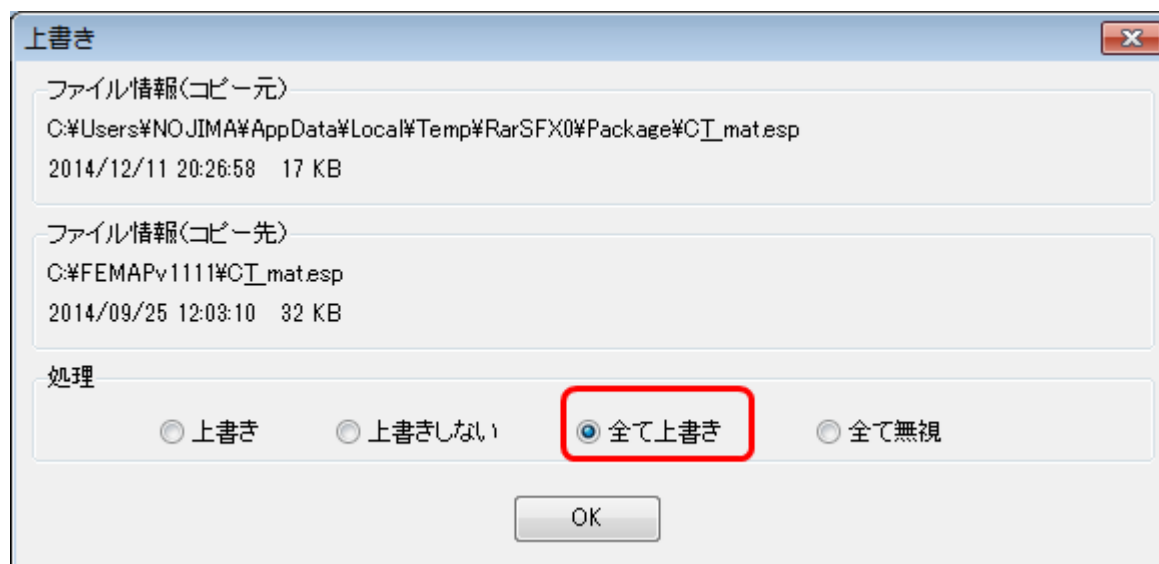 上書き
ファイル情報(コピー元)
C:¥Users¥NOJIMA¥AppData¥Local¥Temp¥RarSFX0¥Package¥CT_mat.esp
2014/12/11 20:26:58 17 KB
ファイル情報(コピー先)
C:¥FEMAPv1111¥CT_mat.esp
2014/09/25 12:03:10 32 KB
処理
上書き 上書きしない 全て上書き 全て無視
OK